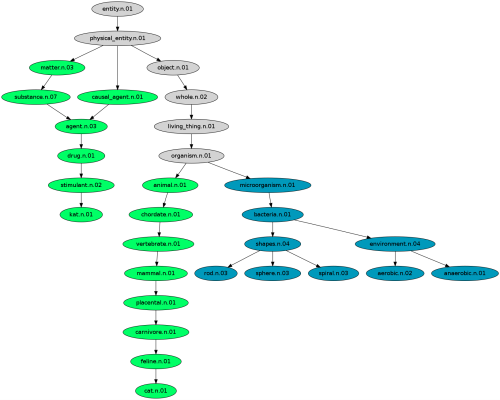 entity.n.01
physical_entity.n.01
matter.n.03
object.n.01
substance.n.07
causal_agent.n.01
whole.n.02
agent.n.03
living_thing.n.01
drug.n.01
organism.n.01
stimulant.n.02
animal.n.01
microorganism.n.01
kat.n.01
chordate.n.01
bacteria.n.01
vertebrate.n.01
shapes.n.04
environment.n.04
mammal.n.01
rod.n.03
sphere.n.03
spiral.n.03
aerobic.n.02
anaerobic.n.01
placental.n.01
carnivore.n.01
feline.n.01
cat.n.01